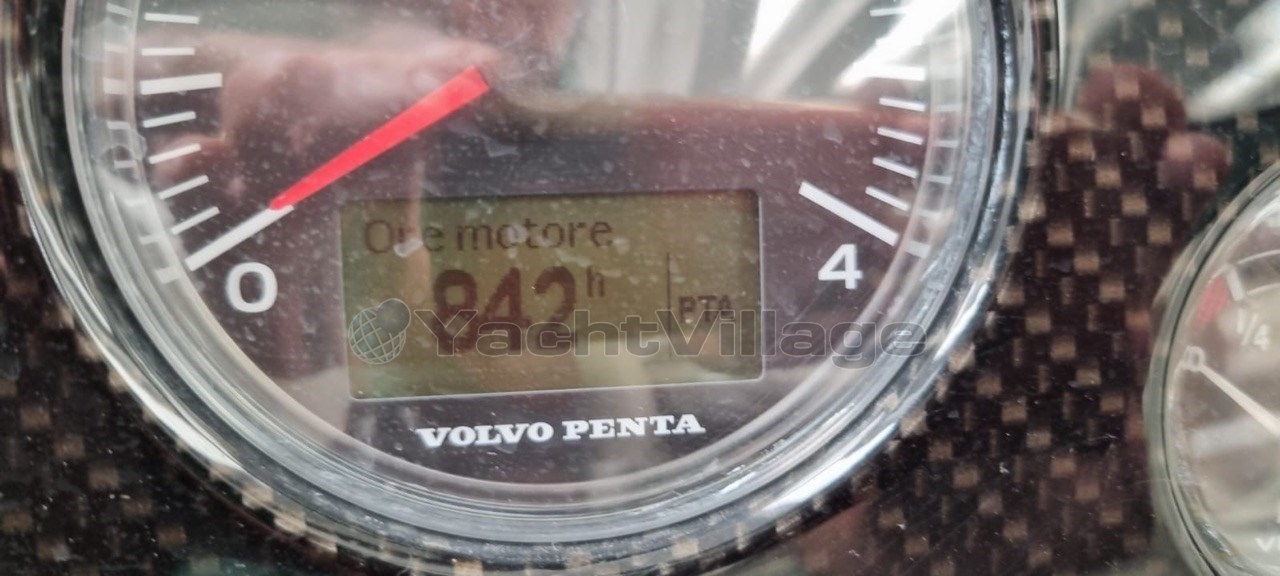 Ore motore
842 h
PTA
0
4
YachtVillage
VOLVO PENTA
1/4